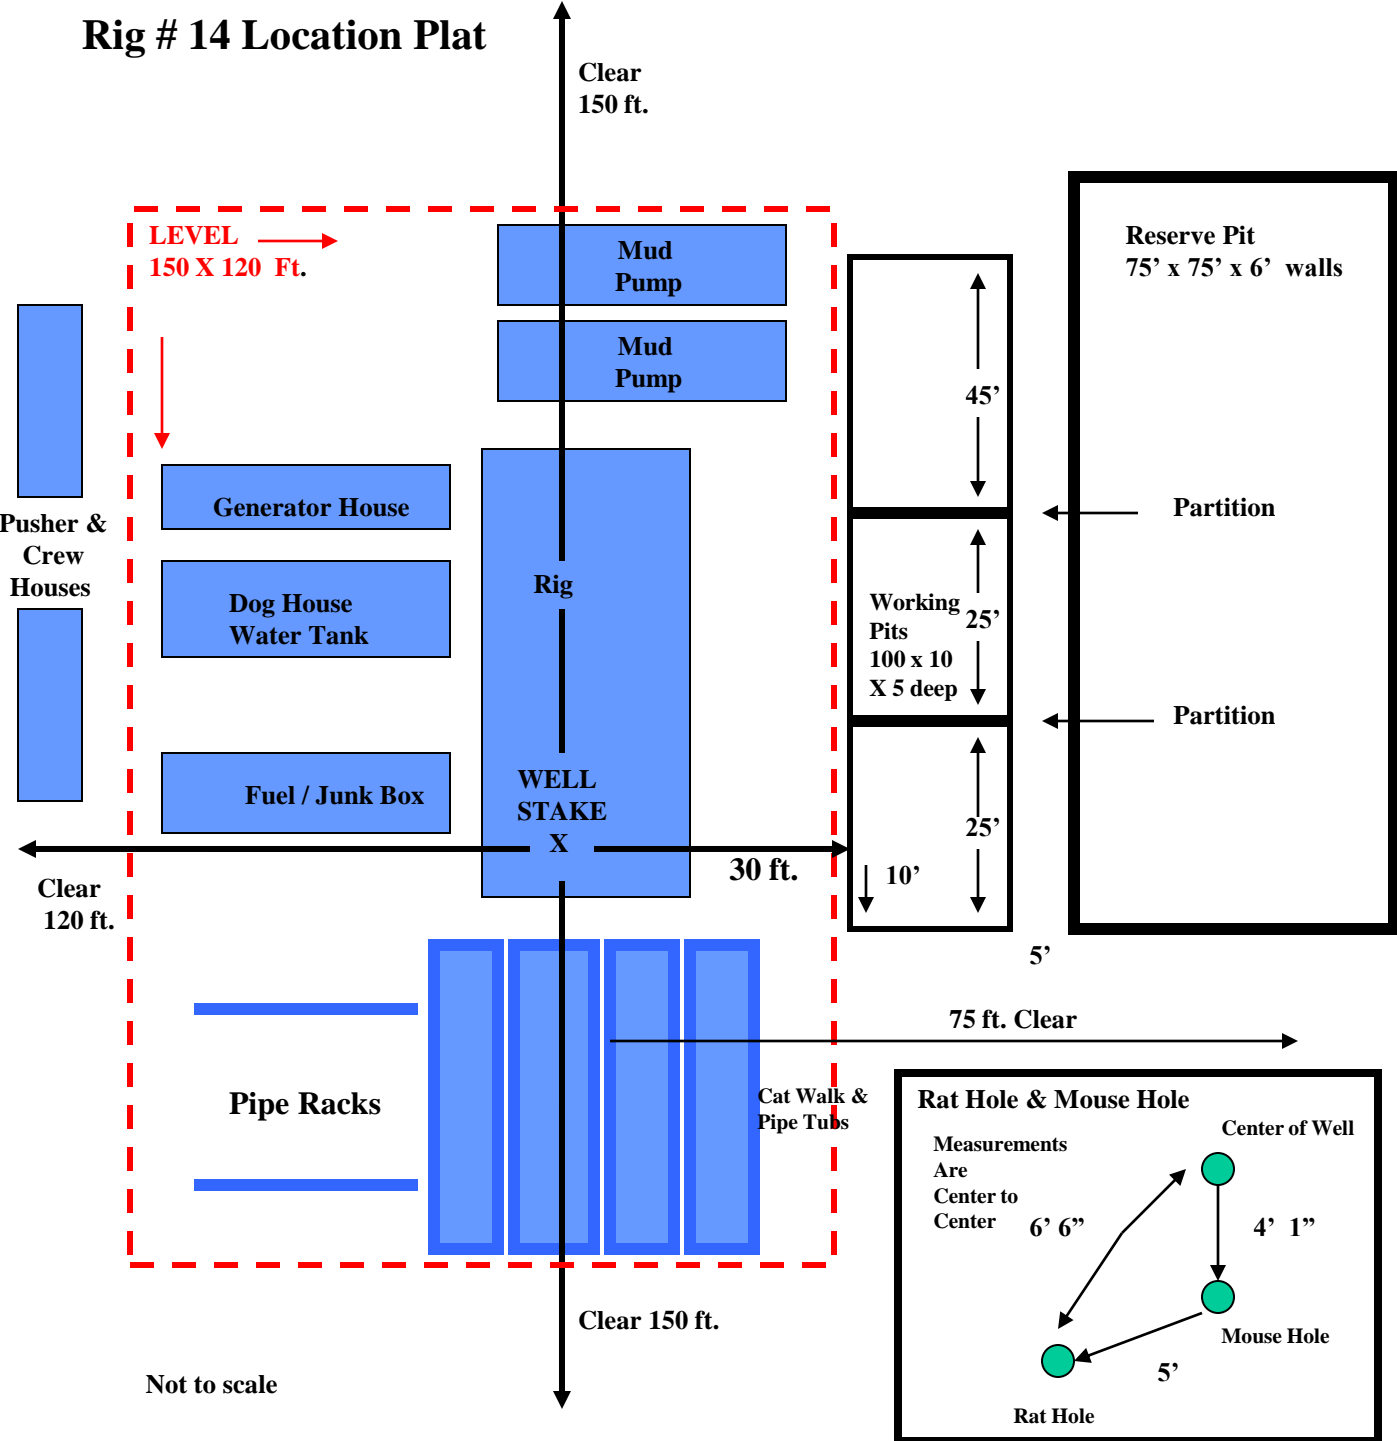 Rig # 14 Location Plat
Clear
150 ft.
LEVEL
150 X 120 Ft.
Mud
Pump
Mud
Pump
Reserve Pit
75’ x 75’ x 6’ walls
45’
Generator House
Partition
Pusher &
Crew
Houses
Rig
Dog House
Water Tank
Working
Pits
100 x 10
X 5 deep
25’
Partition
WELL
STAKE
X
Fuel / Junk Box
25’
30 ft.
10’
Clear
120 ft.
5’
75 ft. Clear
Pipe Racks
Cat Walk &
Pipe Tubs
Rat Hole & Mouse Hole
Center of Well
Measurements
Are
Center to
Center
6’ 6”
4’ 1”
Mouse Hole
5’
Rat Hole
Clear 150 ft.
Not to scale